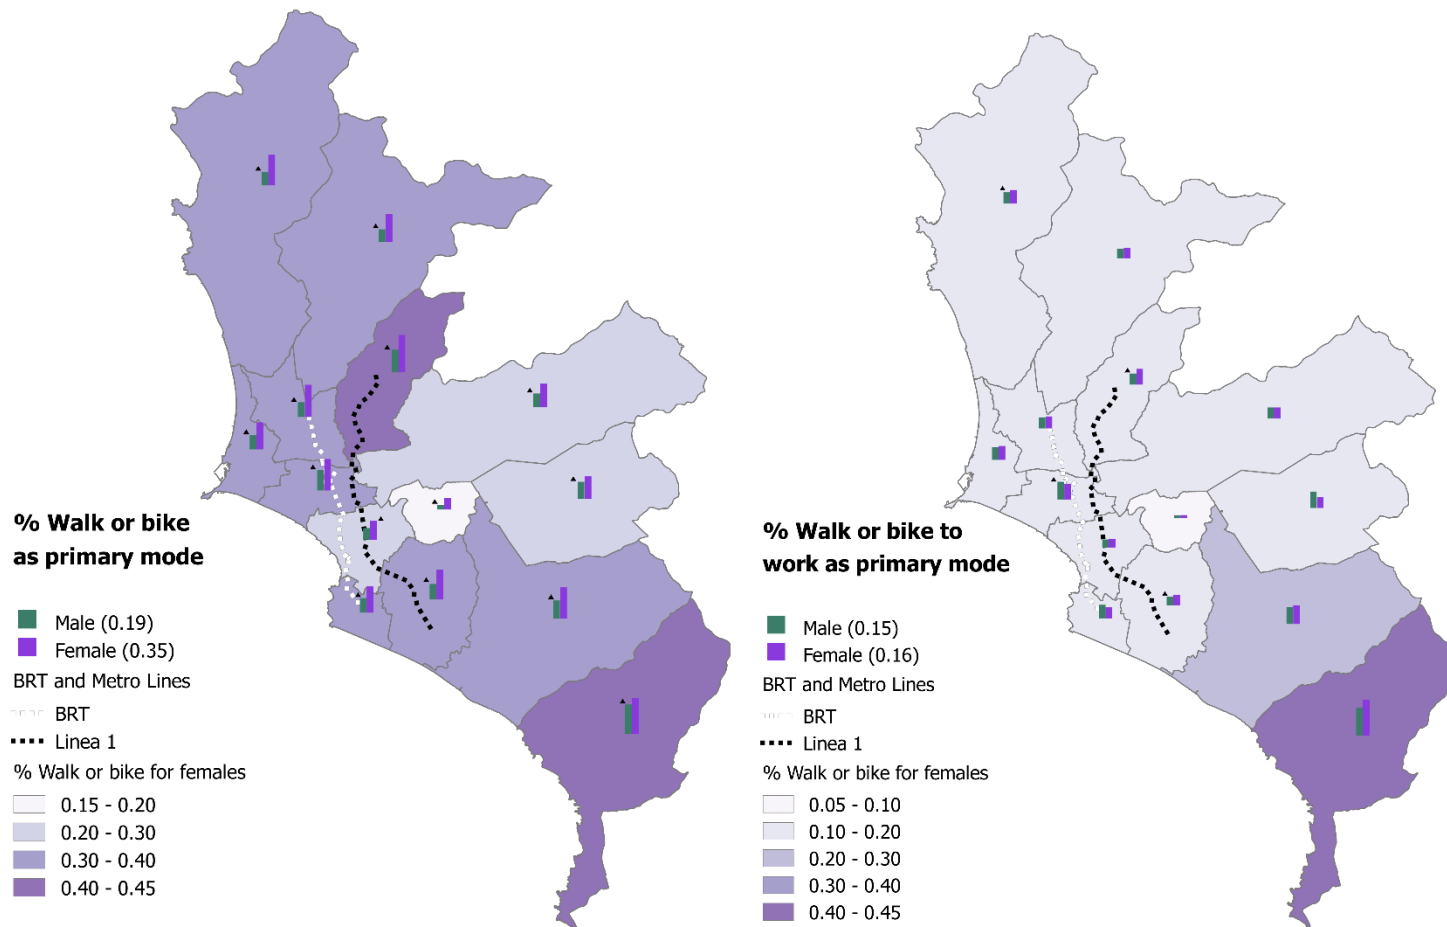 % Walk or bike
as primary mode
Male (0.19)
Female (0.35)
BRT and Metro Lines
BRT
Linea 1
% Walk or bike for females
0.15 - 0.20
0.20 - 0.30
0.30 - 0.40
0.40 - 0.45
% Walk or bike to
work as primary mode
Male (0.15)
Female (0.16)
BRT and Metro Lines
BRT
Linea 1
% Walk or bike for females
0.05 - 0.10
0.10 - 0.20
0.20 - 0.30
0.30 - 0.40
0.40 - 0.45